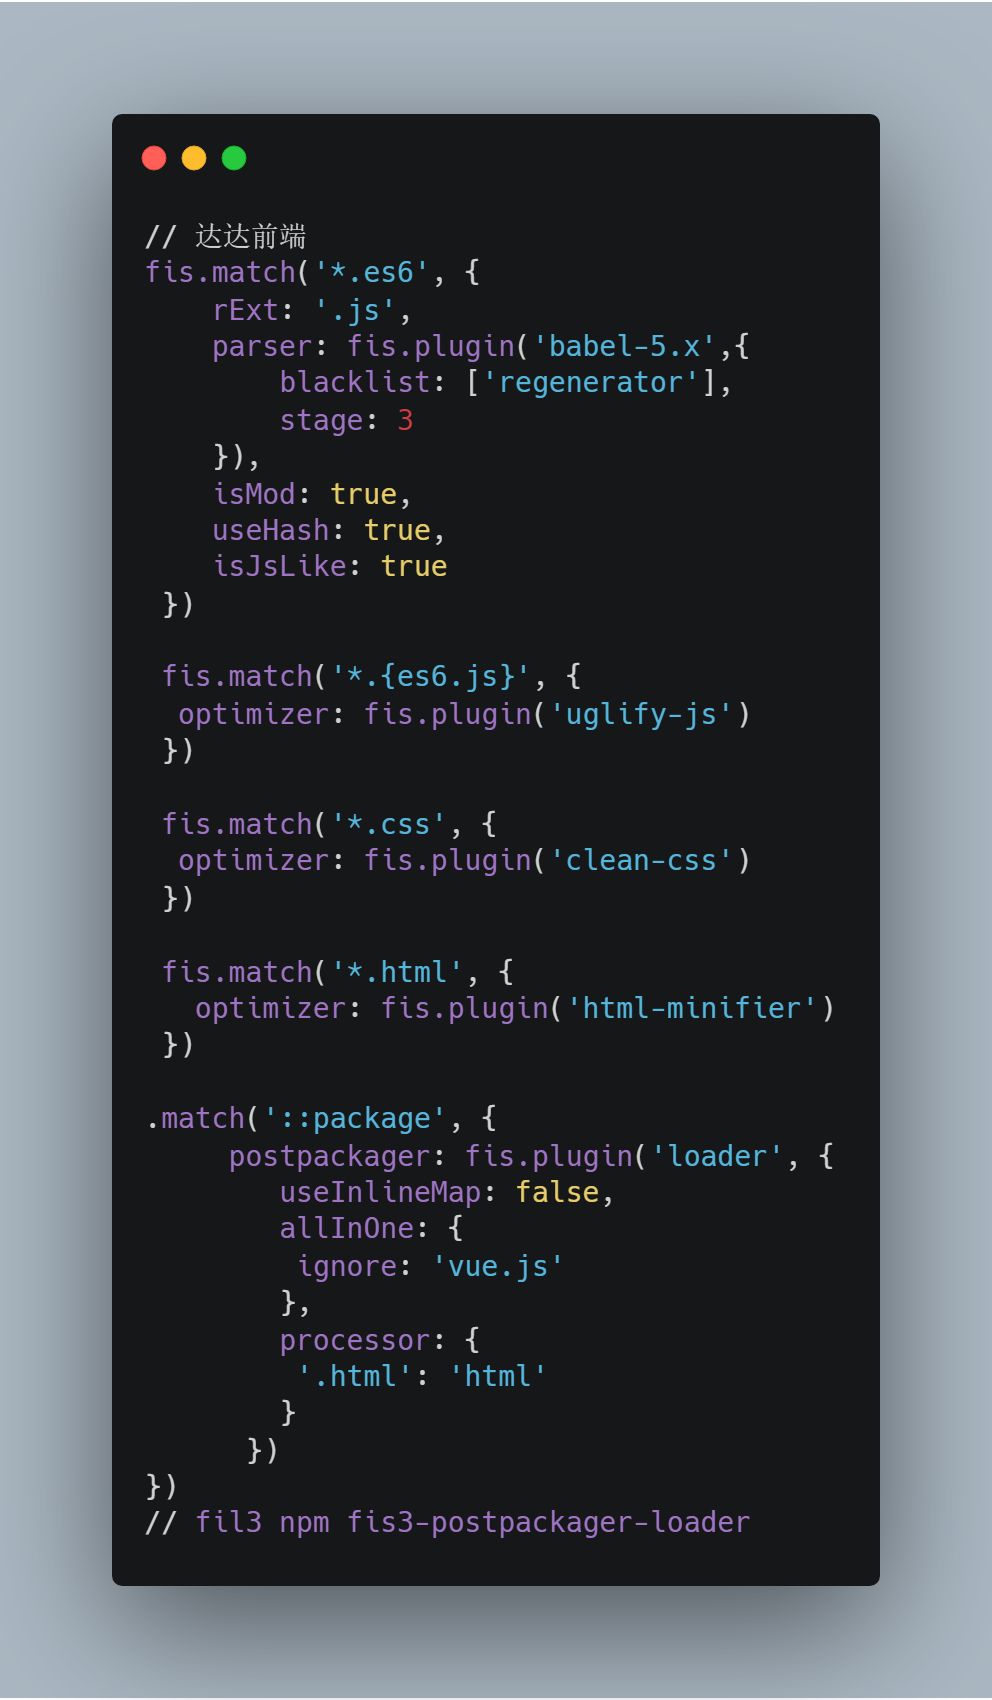 // 达达前端
fis.match('*.es6', {
    rExt: '.js',
    parser: fis.plugin('babel-5.x',{
        blacklist: ['regenerator'],
        stage: 3
    }),
    isMod: true,
    useHash: true,
    isJsLike: true
 })

 fis.match('*.{es6.js}', {
  optimizer: fis.plugin('uglify-js')
 })

 fis.match('*.css', {
  optimizer: fis.plugin('clean-css')
 })

 fis.match('*.html', {
   optimizer: fis.plugin('html-minifier')
 })

.match('::package', {
     postpackager: fis.plugin('loader', {
        useInlineMap: false,
        allInOne: {
         ignore: 'vue.js'
        },
        processor: {
         '.html': 'html'
        }
      })
})
// fil3 npm fis3-postpackager-loader